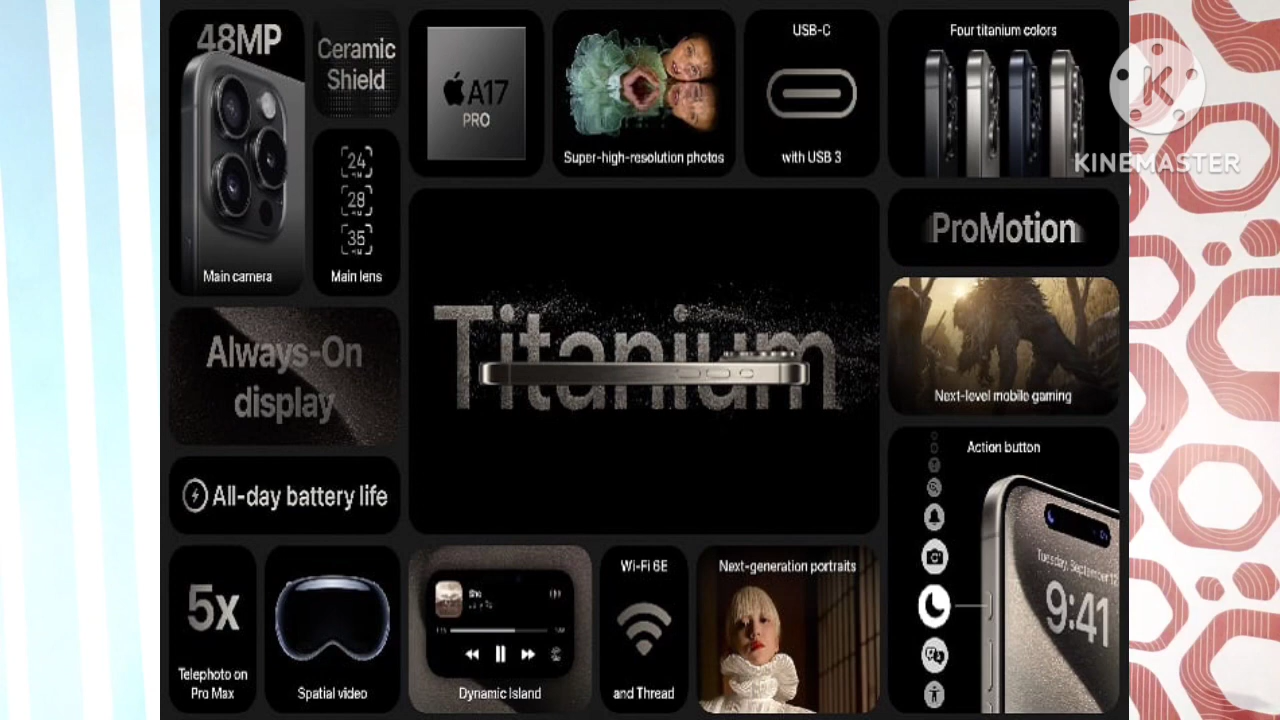 48MP
Main camera
Ceramic
Shield
24
28
35
Main lens
A17
PRO
Super-high-resolution photos
USB-C
with USB 3
Four titanium colors
K
KINEMASTER
ProMotion
Titanium
Always-On
display
Next-level mobile gaming
All-day battery life
Action button
Tuesday, September 12
9:41
5x
Telephoto on
Pro Max
Spatial video
Dynamic Island
Wi-Fi 6E
and Thread
Next-generation portraits